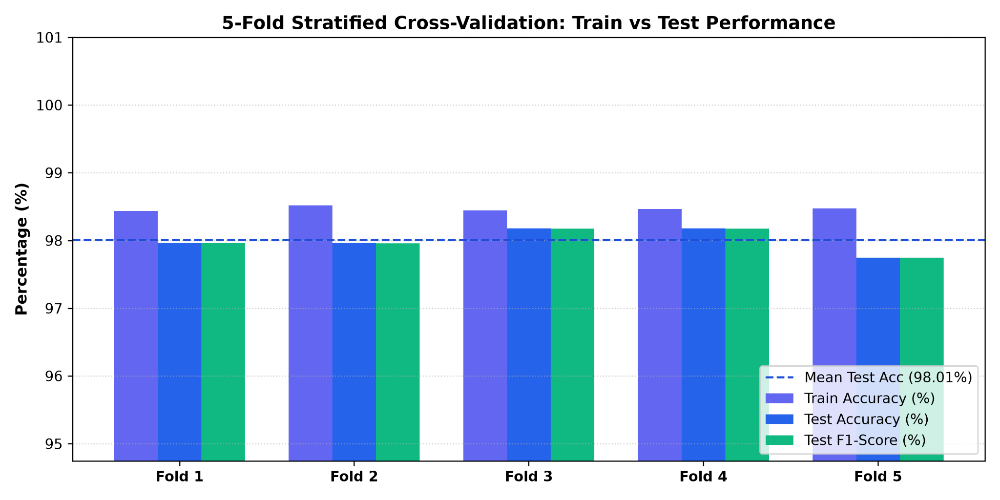 5-Fold Stratified Cross-Validation: Train vs Test Performance
101
100
99
98
97
96
95
Percentage (%)
Mean Test Acc (98.01%)
Train Accuracy (%)
Test Accuracy (%)
Test F1-Score (%)
Fold 1
Fold 2
Fold 3
Fold 4
Fold 5